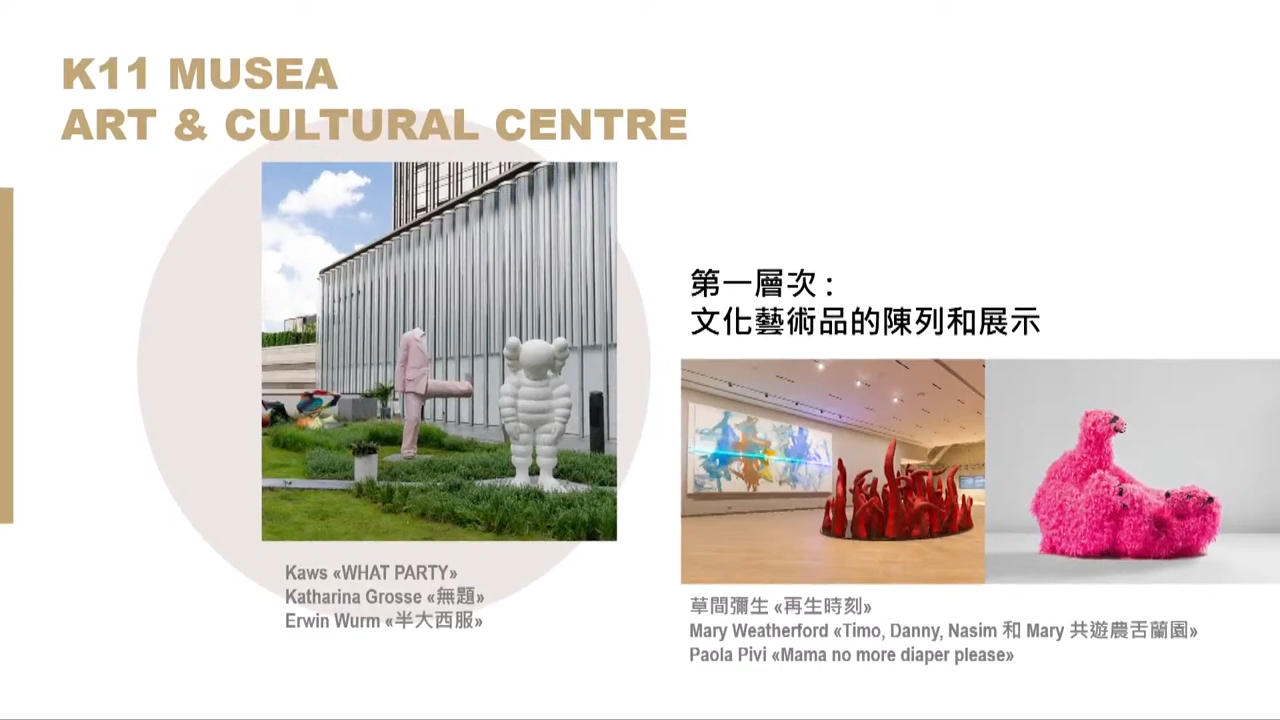 K11 MUSEA
ART & CULTURAL CENTRE
第一層次 :
文化藝術品的陳列和展示
Kaws «WHAT PARTY»
Katharina Grosse «無題»
Erwin Wurm «半大西服»
草間彌生 «再生時刻»
Mary Weatherford «Timo, Danny, Nasim 和 Mary 共遊農舌蘭園»
Paola Pivi «Mama no more diaper please»